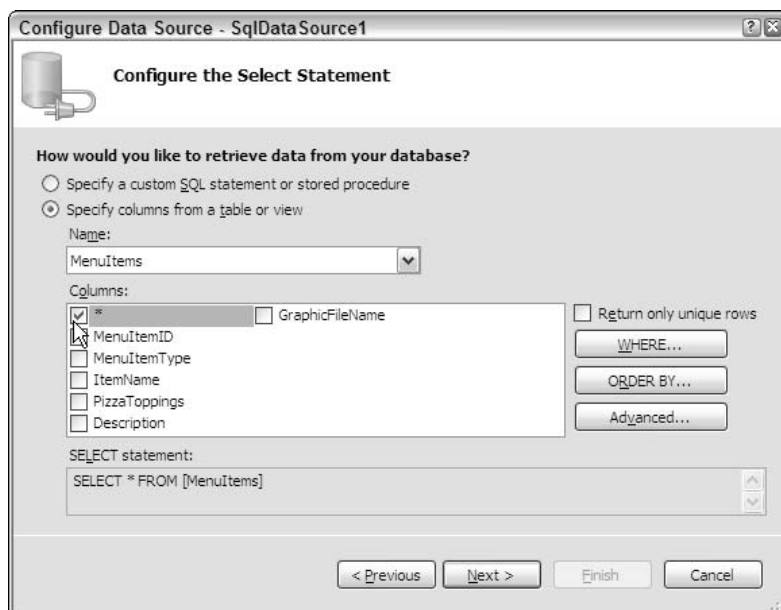 Configure Data Source - SqlDataSource1
Configure the Select Statement
How would you like to retrieve data from your database?
Specify a custom SQL statement or stored procedure
Specify columns from a table or view
Name:
MenuItems
Columns:
* GraphicFileName
MenuItemID
MenuItemType
ItemName
PizzaToppings
Description
Return only unique rows
WHERE...
ORDER BY...
Advanced...
SELECT statement:
SELECT * FROM [MenuItems]
< Previous Next > Finish Cancel